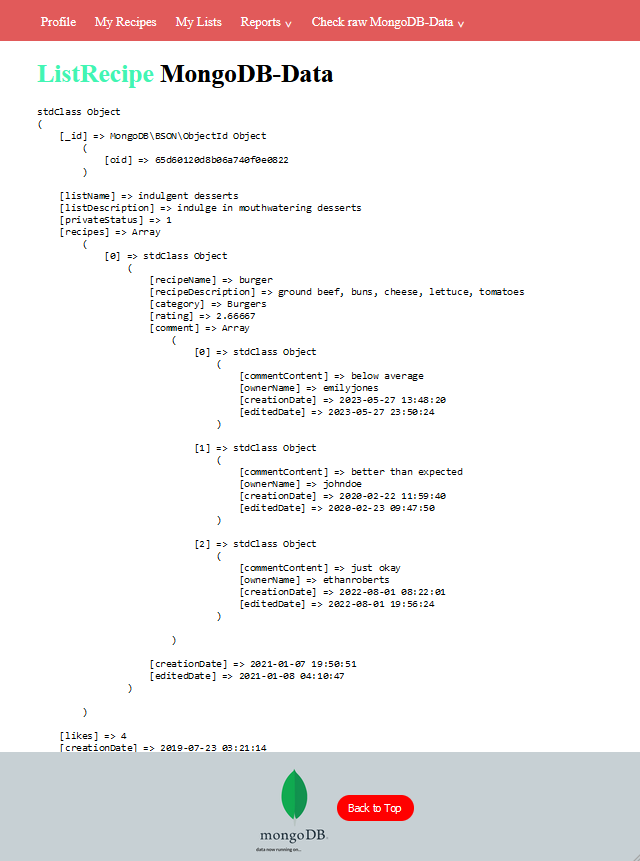 Profile My Recipes My Lists Reports v Check raw MongoDB-Data v
ListRecipe MongoDB-Data
stdClass Object
(
[_id] => MongoDB\BSON\ObjectId Object
(
[oid] => 65d60120d8b06a740f0e0822
)
[listName] => indulgent desserts
[listDescription] => indulge in mouthwatering desserts
[privateStatus] => 1
[recipes] => Array
(
[0] => stdClass Object
(
[recipeName] => burger
[recipeDescription] => ground beef, buns, cheese, lettuce, tomatoes
[category] => Burgers
[rating] => 2.66667
[comment] => Array
(
[0] => stdClass Object
(
[commentContent] => below average
[ownerName] => emilyjones
[creationDate] => 2023-05-27 13:48:20
[editedDate] => 2023-05-27 23:50:24
)
[1] => stdClass Object
(
[commentContent] => better than expected
[ownerName] => johndoe
[creationDate] => 2020-02-22 11:59:40
[editedDate] => 2020-02-23 09:47:50
)
[2] => stdClass Object
(
[commentContent] => just okay
[ownerName] => ethanroberts
[creationDate] => 2022-08-01 08:22:01
[editedDate] => 2022-08-01 19:56:24
)
)
[creationDate] => 2021-01-07 19:50:51
[editedDate] => 2021-01-08 04:10:47
)
)
[likes] => 4
[creationDate] => 2019-07-23 03:21:14
mongoDB.
data now running on...
Back to Top